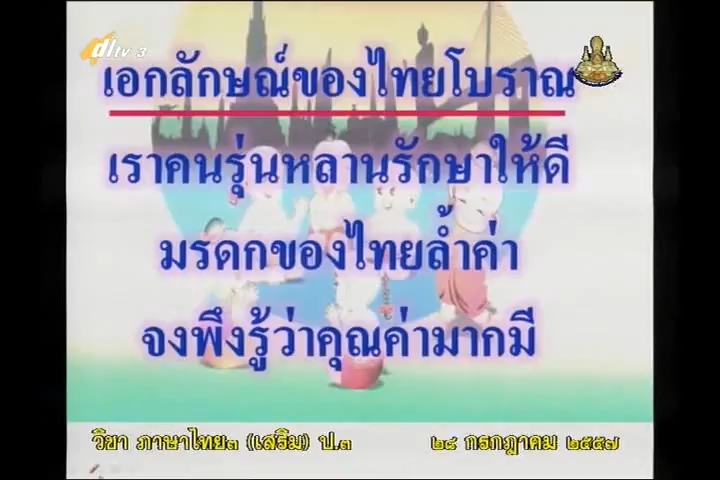 dltv 3
เอกลักษณ์ของไทยโบราณ
เราคนรุ่นหลานรักษาให้ดี
มรดกของไทยล้ำค่า
จงพึงรู้ว่าคุณค่ามากมี
วิชา ภาษาไทย๓ (เสริม) ป.๓ ๒๔ กรกฎาคม ๒๕๕๗